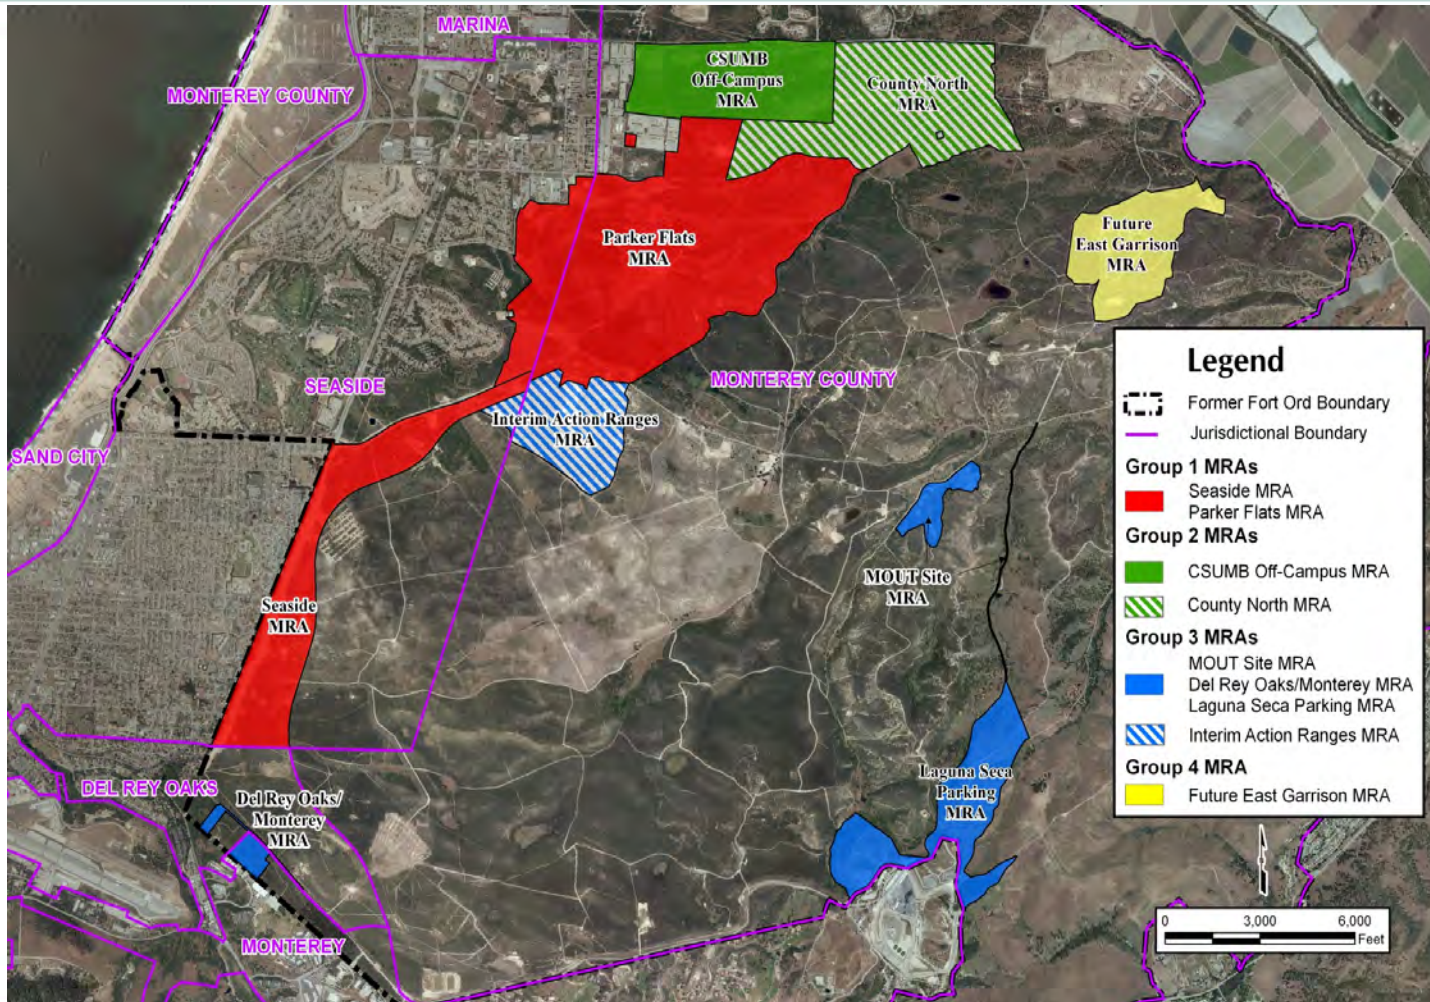 MARINA
MONTEREY COUNTY
CSUMB
Off-Campus
MRA
County North
MRA
Parker Flats
MRA
Future
East Garrison
MRA
SEASIDE
MONTEREY COUNTY
Interim Action Ranges
MRA
SAND CITY
MOUT Site
MRA
Seaside
MRA
Laguna Seca
Parking
MRA
DEL REY OAKS
Del Rey Oaks/
Monterey
MRA
MONTEREY
Legend
Former Fort Ord Boundary
Jurisdictional Boundary
Group 1 MRAs
Seaside MRA
Parker Flats MRA
Group 2 MRAs
CSUMB Off-Campus MRA
County North MRA
Group 3 MRAs
MOUT Site MRA
Del Rey Oaks/Monterey MRA
Laguna Seca Parking MRA
Interim Action Ranges MRA
Group 4 MRA
Future East Garrison MRA
0 3,000 6,000
Feet